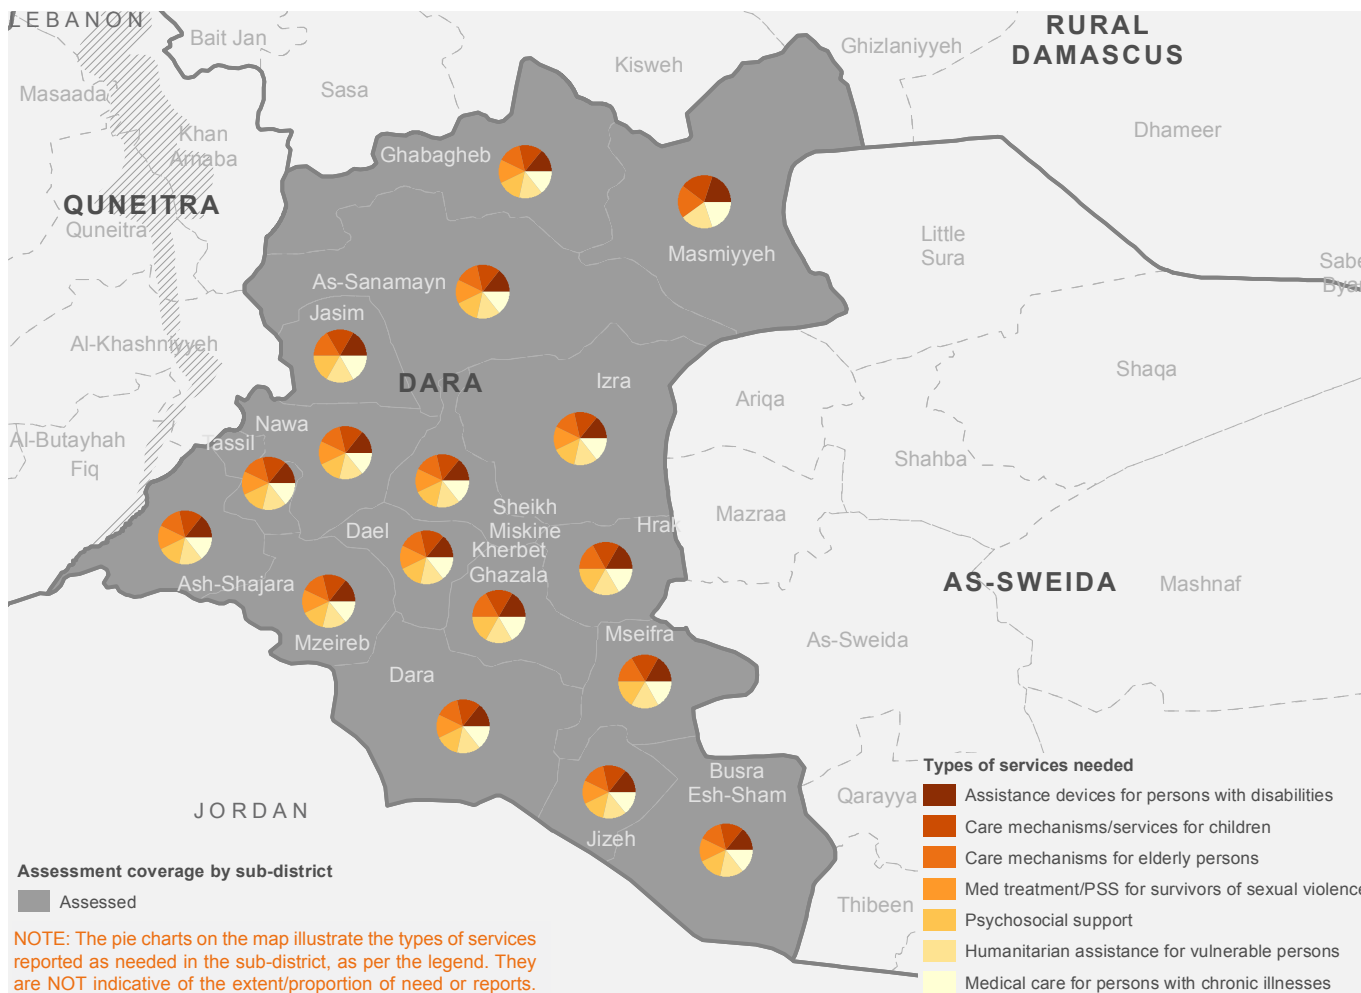 LEBANON
Bait Jan
Kisweh
Ghizlaniyyeh
RURAL
DAMASCUS
Masaada
Sasa
Khan
Arnaba
Dhameer
Ghabagheb
QUNEITRA
Quneitra
Masmiyyeh
Little
Sura
As-Sanamayn
Jasim
Al-Khashniyyeh
DARA
Izra
Shaqa
Ariqa
Nawa
Tassil
Al-Butayhah
Fiq
Shahba
Sheikh
Miskine
Mazraa
Hrak
Dael
Kherbet
Ghazala
Ash-Shajara
AS-SWEIDA
Mashnaf
Mzeireb
Mseifra
As-Sweida
Dara
Busra
Esh-Sham
Qarayya
JORDAN
Jizeh
Thibeen
Assessment coverage by sub-district
Assessed
NOTE: The pie charts on the map illustrate the types of services
reported as needed in the sub-district, as per the legend. They
are NOT indicative of the extent/proportion of need or reports.
Types of services needed
Assistance devices for persons with disabilities
Care mechanisms/services for children
Care mechanisms for elderly persons
Med treatment/PSS for survivors of sexual violence
Psychosocial support
Humanitarian assistance for vulnerable persons
Medical care for persons with chronic illnesses